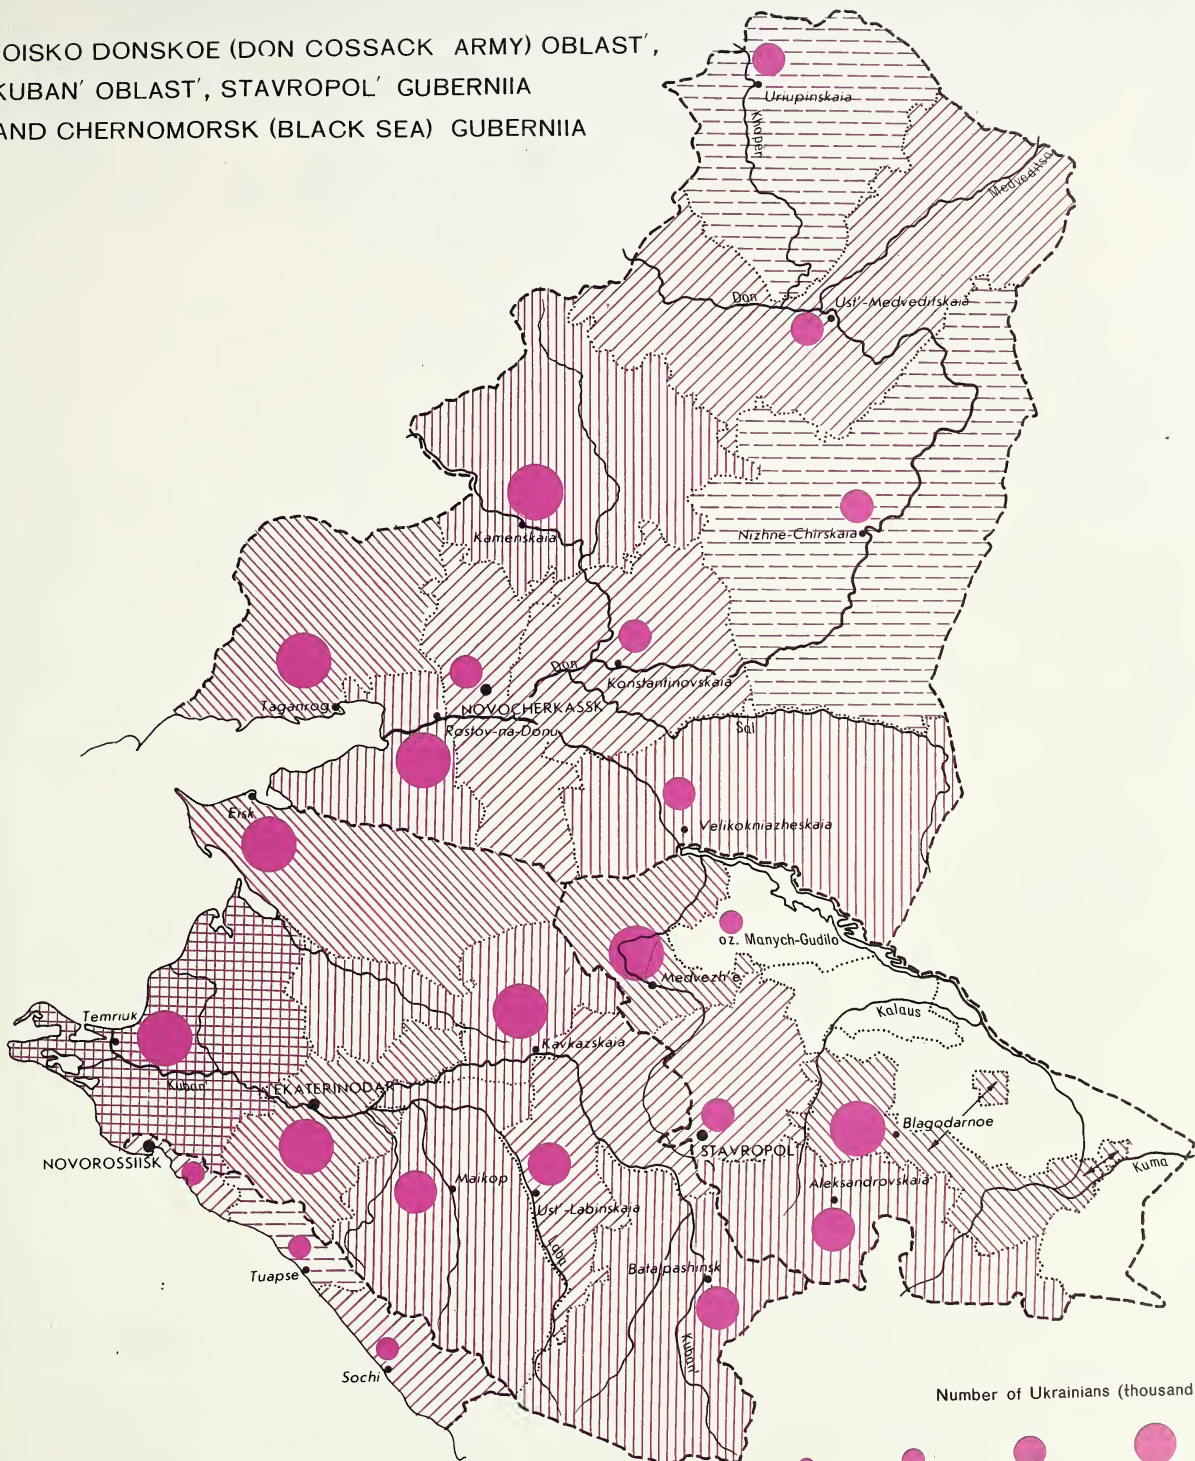 OISKO DONSKOE (DON COSSACK ARMY) OBLAST',
KUBAN' OBLAST', STAVROPOL' GUBERNIIA
AND CHERNOMORSK (BLACK SEA) GUBERNIIA
Uriupinskaia
Khoper
Medveditsa
Don
Ust'-Medveditskaia
Kamenskaia
Nizhne-Chirskaia
Don
Konstantinovskaia
Taganrog
NOVOCHERKASSK
Rostov-na-Donu
Sal
Eisk
Velikokniazheskaia
oz. Manych-Gudilo
Medvezh'e
Kalaus
Temriuk
Kavkazskaia
Kuban'
EKATERINODAR
Blagodarnoe
STAVROPOL'
NOVOROSSIISK
Kuma
Maikop
Aleksandrovskaia
Ust'-Labinskaia
Laba
Batalpashinsk
Tuapse
Kuban'
Sochi
Number of Ukrainians (thousand